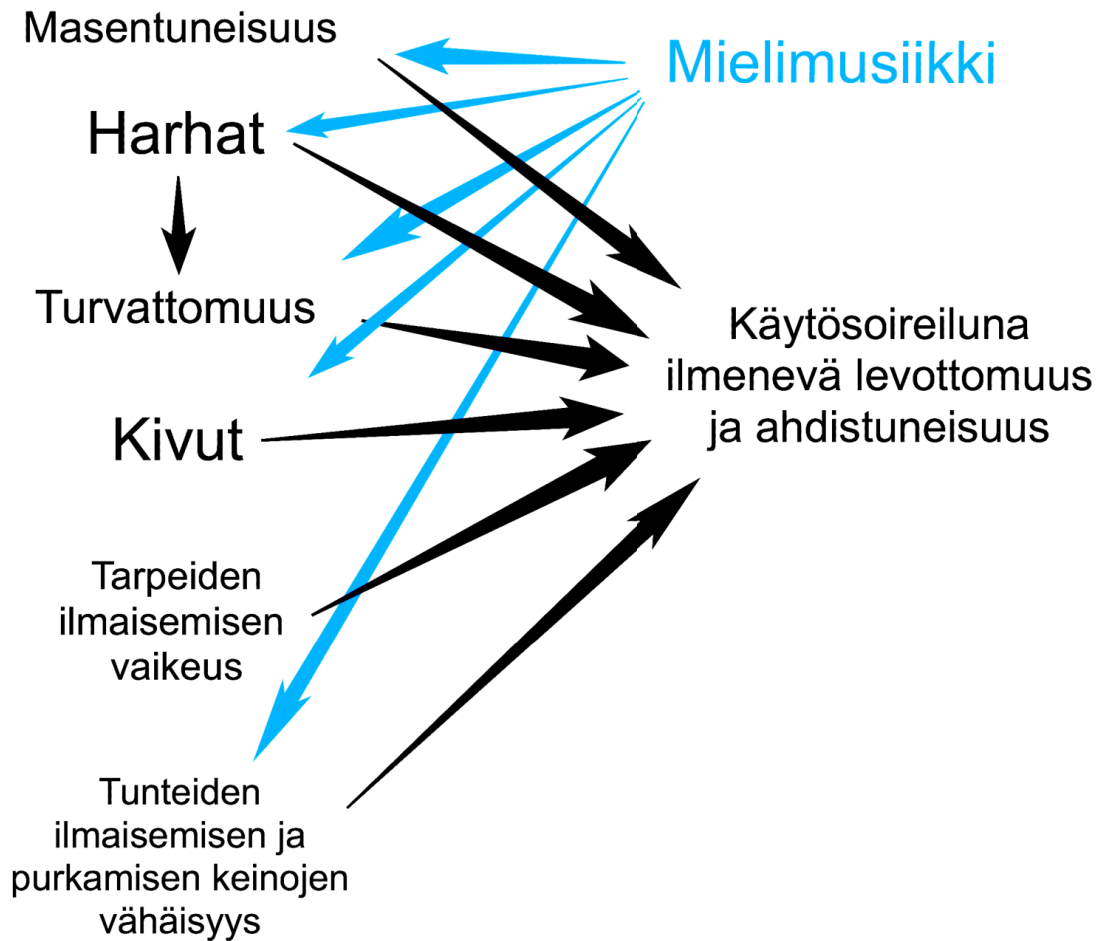 Masentuneisuus
Mielimusiikki
Harhat
Turvattomuus
Käytösoireiluna
ilmenevä levottomuus
ja ahdistuneisuus
Kivut
Tarpeiden
ilmaisemisen
vaikeus
Tunteiden
ilmaisemisen ja
purkamisen keinojen
vähäisyys